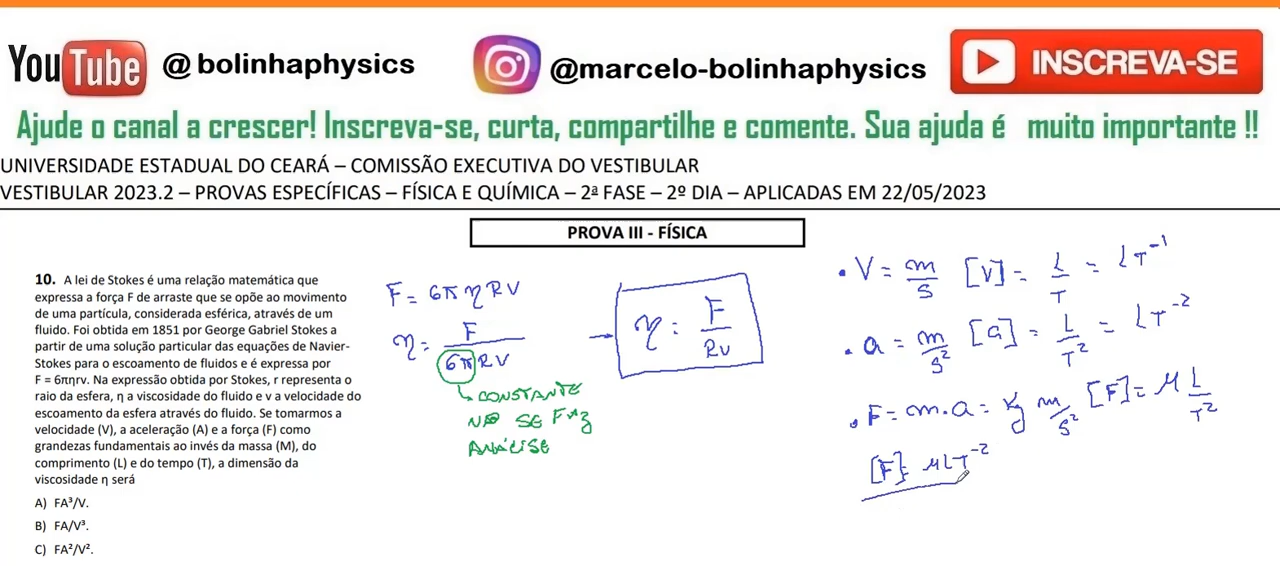 YouTube @bolinhaphysics @marcelo-bolinhaphysics INSCREVA-SE
Ajude o canal a crescer! Inscreva-se, curta, compartilhe e comente. Sua ajuda é muito importante !!
UNIVERSIDADE ESTADUAL DO CEARÁ – COMISSÃO EXECUTIVA DO VESTIBULAR
VESTIBULAR 2023.2 – PROVAS ESPECÍFICAS – FÍSICA E QUÍMICA – 2ª FASE – 2º DIA – APLICADAS EM 22/05/2023
PROVA III - FÍSICA
10. A lei de Stokes é uma relação matemática que
expressa a força F de arraste que se opõe ao movimento
de uma partícula, considerada esférica, através de um
fluido. Foi obtida em 1851 por George Gabriel Stokes a
partir de uma solução particular das equações de Navier-
Stokes para o escoamento de fluidos e é expressa por
F = 6πηrv. Na expressão obtida por Stokes, r representa o
raio da esfera, η a viscosidade do fluido e v a velocidade do
escoamento da esfera através do fluido. Se tomarmos a
velocidade (V), a aceleração (A) e a força (F) como
grandezas fundamentais ao invés da massa (M), do
comprimento (L) e do tempo (T), a dimensão da
viscosidade η será
A) FA³/V.
B) FA/V³.
C) FA²/V².
F = 6π η R V
η = F / 6π R V
CONSTANTE
NÃO SE FAZ
ANÁLISE
→ η : F / RV
• V = m/s [V] = L/T = LT⁻¹
• a = m/s² [a] = L/T² = LT⁻²
• F = m.a = kg m/s² [F] = M L/T²
[F] = MLT⁻²